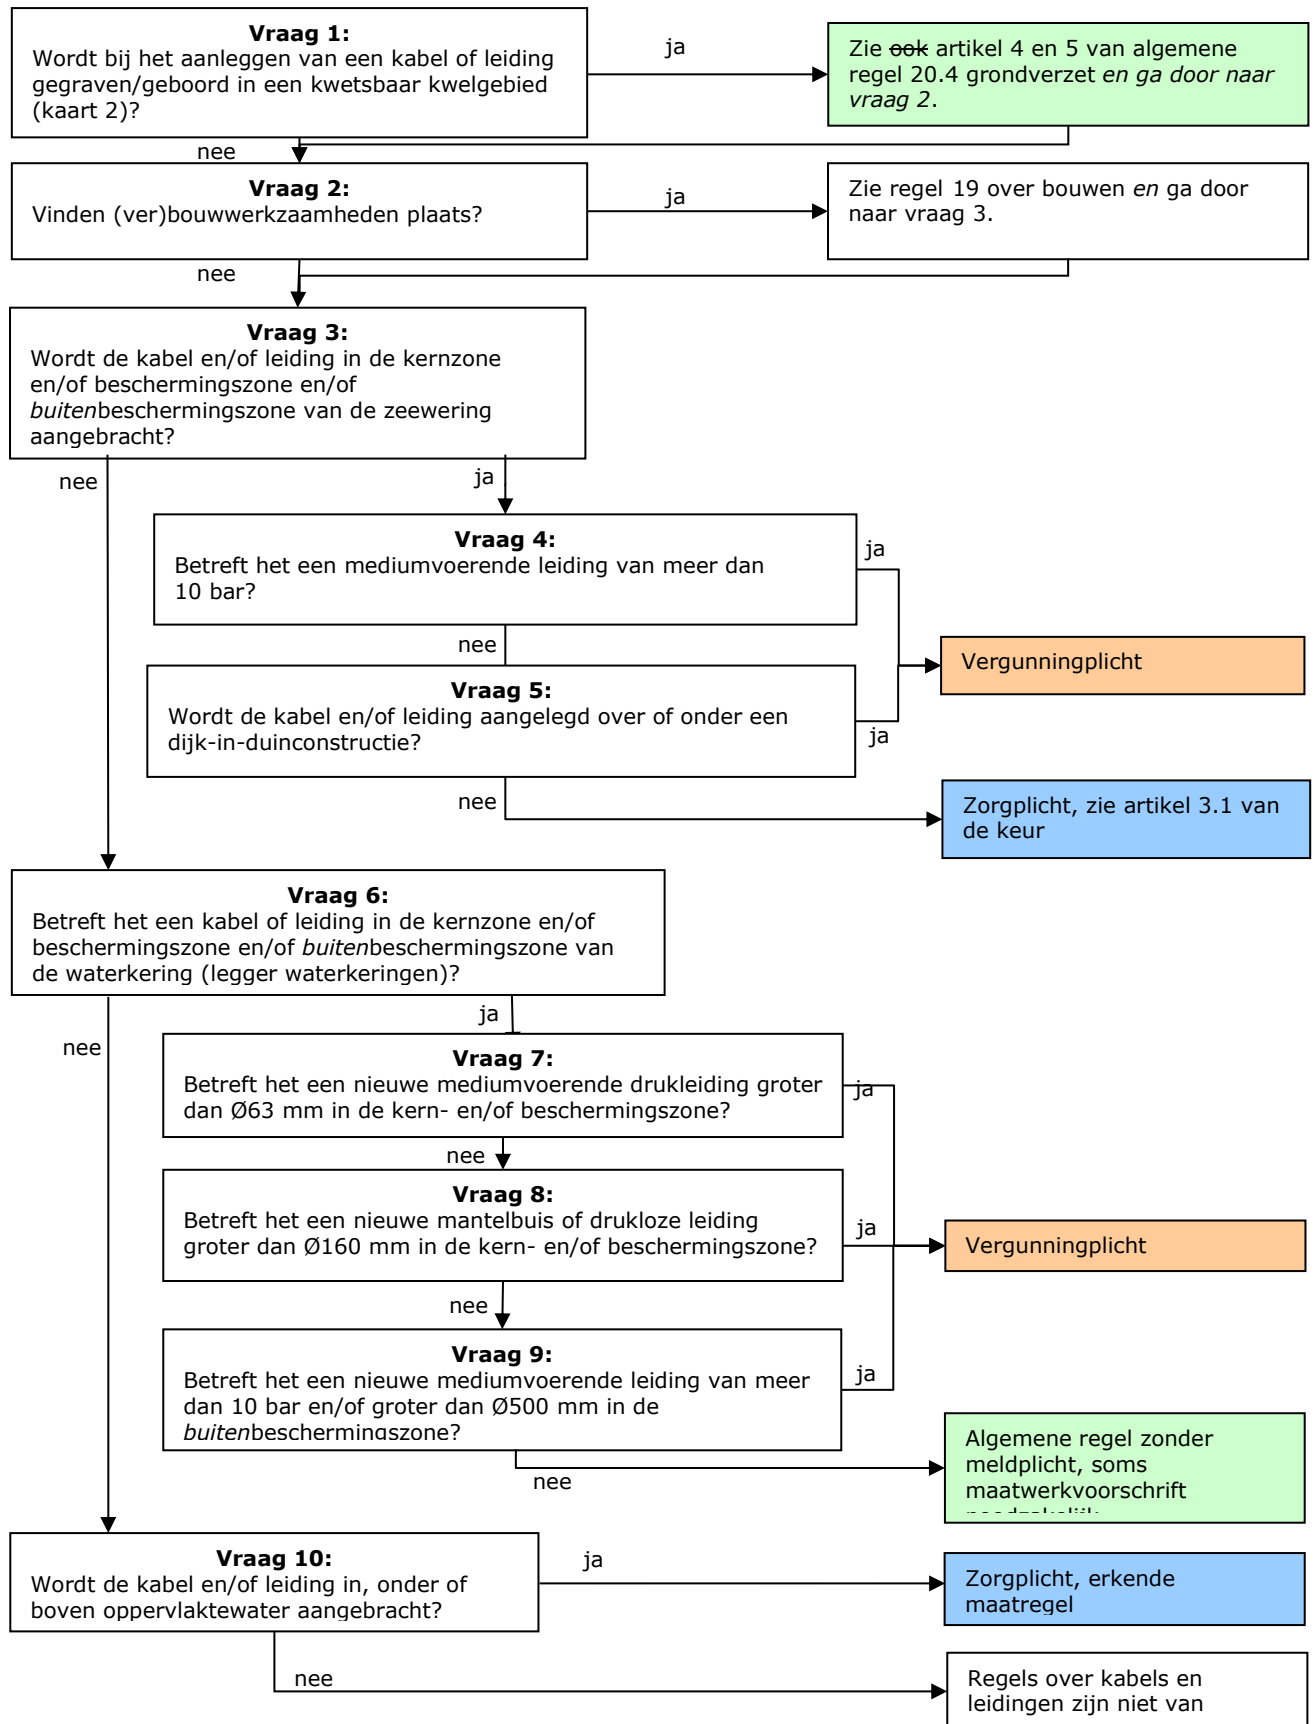 Vraag 1:
Wordt bij het aanleggen van een kabel of leiding
gegraven/geboord in een kwetsbaar kwelgebied
(kaart 2)?
ja
Zie ook artikel 4 en 5 van algemene
regel 20.4 grondverzet en ga door naar
vraag 2.
nee
Vraag 2:
Vinden (ver)bouwwerkzaamheden plaats?
ja
Zie regel 19 over bouwen en ga door
naar vraag 3.
nee
Vraag 3:
Wordt de kabel en/of leiding in de kernzone
en/of beschermingszone en/of
buitenbeschermingszone van de zeewering
aangebracht?
nee
ja
Vraag 4:
Betreft het een mediumvoerende leiding van meer dan
10 bar?
ja
nee
Vergunningplicht
Vraag 5:
Wordt de kabel en/of leiding aangelegd over of onder een
dijk-in-duinconstructie?
ja
nee
Zorgplicht, zie artikel 3.1 van
de keur
Vraag 6:
Betreft het een kabel of leiding in de kernzone en/of
beschermingszone en/of buitenbeschermingszone van
de waterkering (legger waterkeringen)?
ja
nee
Vraag 7:
Betreft het een nieuwe mediumvoerende drukleiding groter
dan Ø63 mm in de kern- en/of beschermingszone?
ja
nee
Vraag 8:
Betreft het een nieuwe mantelbuis of drukloze leiding
groter dan Ø160 mm in de kern- en/of beschermingszone?
ja
Vergunningplicht
nee
Vraag 9:
Betreft het een nieuwe mediumvoerende leiding van meer
dan 10 bar en/of groter dan Ø500 mm in de
buitenbeschermingszone?
ja
nee
Algemene regel zonder
meldplicht, soms
maatwerkvoorschrift
Vraag 10:
Wordt de kabel en/of leiding in, onder of
boven oppervlaktewater aangebracht?
ja
Zorgplicht, erkende
maatregel
nee
Regels over kabels en
leidingen zijn niet van